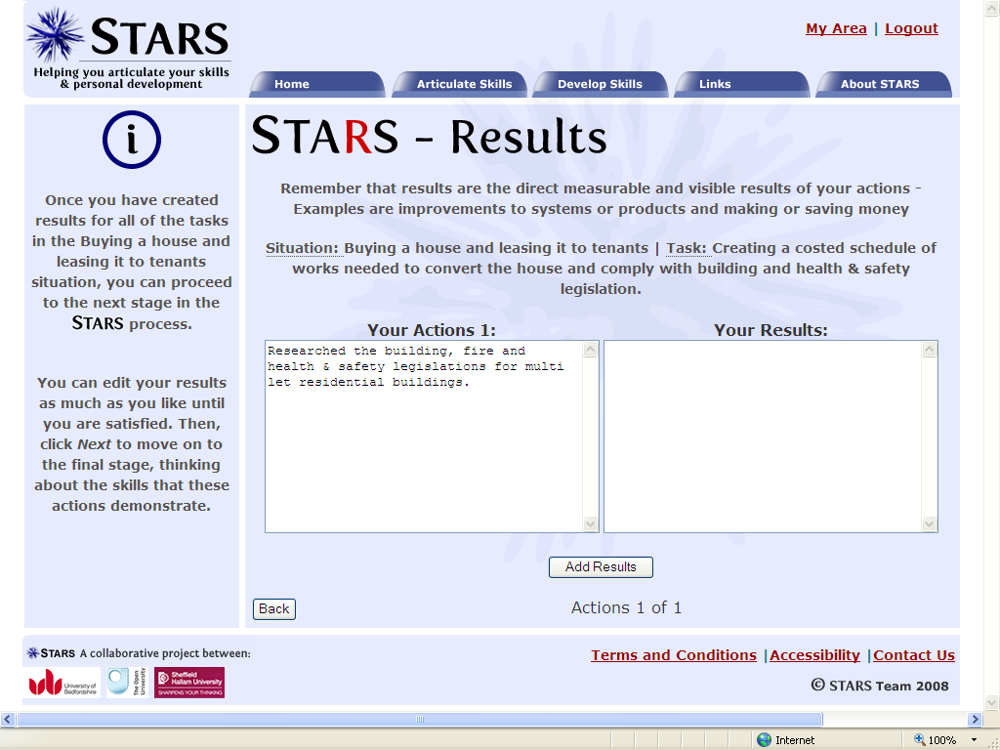 STARS
Helping you articulate your skills
& personal development
My Area | Logout
Home
Articulate Skills
Develop Skills
Links
About STARS
i
Once you have created
results for all of the tasks
in the Buying a house and
leasing it to tenants
situation, you can proceed
to the next stage in the
STARS process.
You can edit your results
as much as you like until
you are satisfied. Then,
click Next to move on to
the final stage, thinking
about the skills that these
actions demonstrate.
STARS – Results
Remember that results are the direct measurable and visible results of your actions -
Examples are improvements to systems or products and making or saving money
Situation: Buying a house and leasing it to tenants | Task: Creating a costed schedule of
works needed to convert the house and comply with building and health & safety
legislation.
Your Actions 1:
Researched the building, fire and
health & safety legislations for multi
let residential buildings.
Your Results:
Add Results
Back
Actions 1 of 1
STARS A collaborative project between:
University of
Bedfordshire
The Open
University
Sheffield
Hallam University
SHARPENS YOUR THINKING
Terms and Conditions | Accessibility | Contact Us
© STARS Team 2008
Internet
100%